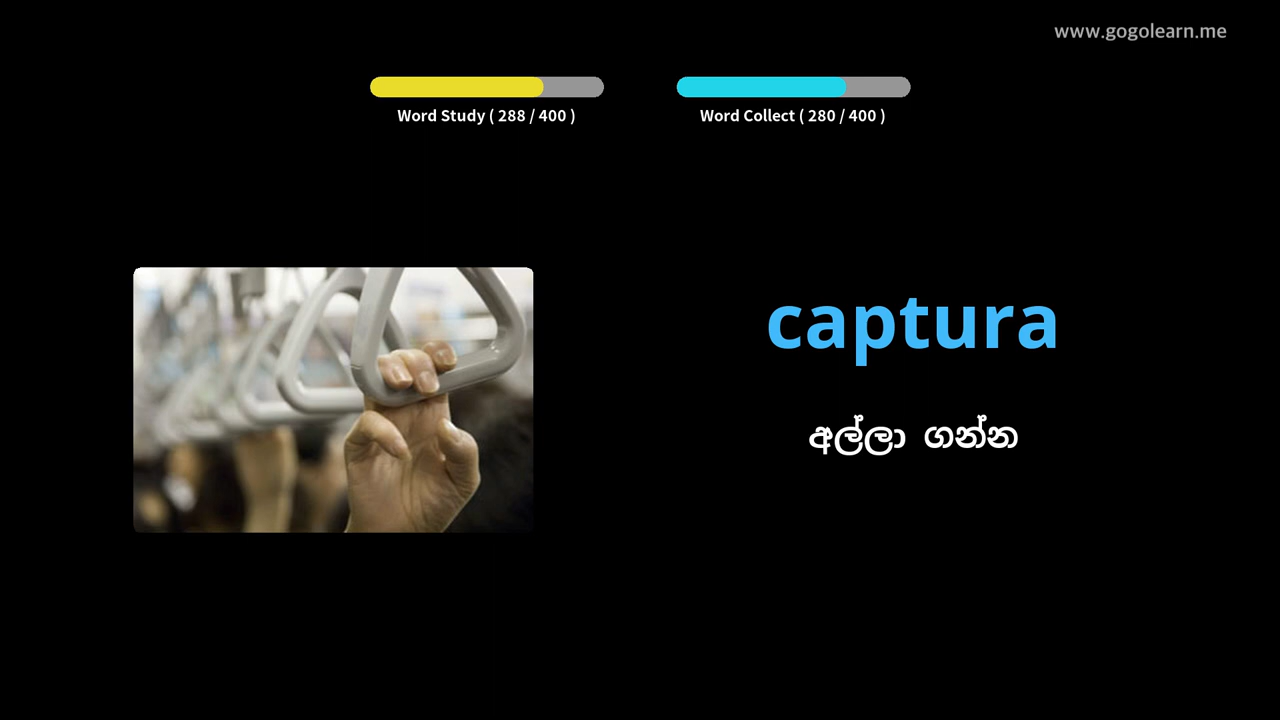 www.gogolearn.me
Word Study ( 288 / 400 )
Word Collect ( 280 / 400 )
captura
අල්ලා ගන්න